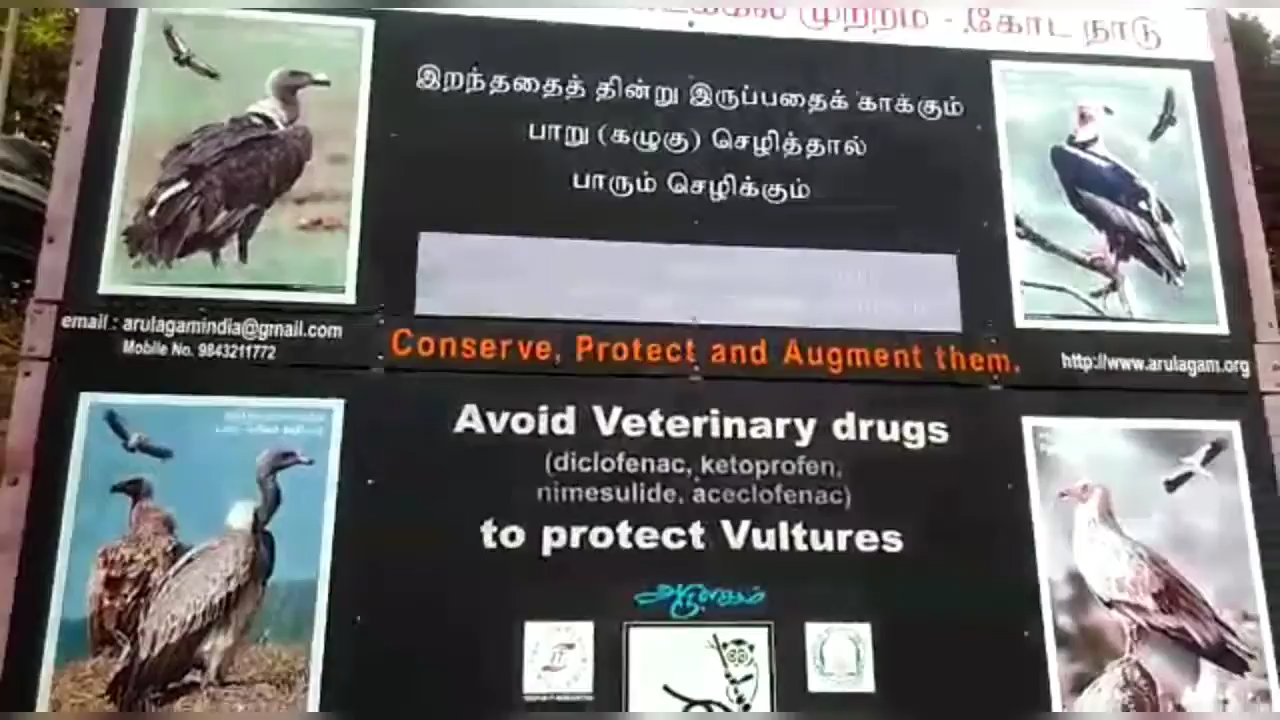 முற்றம் - கோட நாடு
இறந்ததைத் தின்று இருப்பதைக் காக்கும்
பாறு (கழுகு) செழித்தால்
பாரும் செழிக்கும்
email : arulagamindia@gmail.com
Mobile No. 9843211772
Conserve, Protect and Augment them.
http://www.arulagam.org
Avoid Veterinary drugs
(diclofenac, ketoprofen,
nimesulide, aceclofenac)
to protect Vultures
அருளகம்